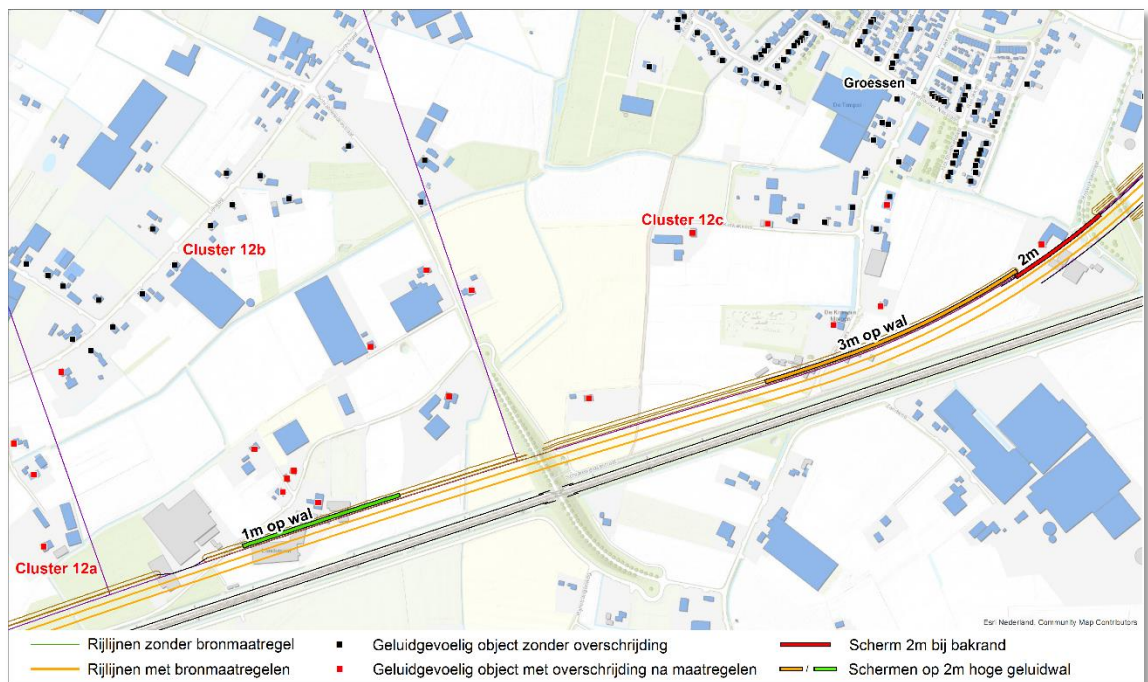 Groessen
De Tempel
Cluster 12c
Cluster 12b
2m
3m op wal
1m op wal
Cluster 12a
Esri Nederland, Community Map Contributors
Rijlijnen zonder bronmaatregel
Geluidgevoelig object zonder overschrijding
Scherm 2m bij bakrand
Rijlijnen met bronmaatregelen
Geluidgevoelig object met overschrijding na maatregelen
/
Schermen op 2m hoge geluidwal